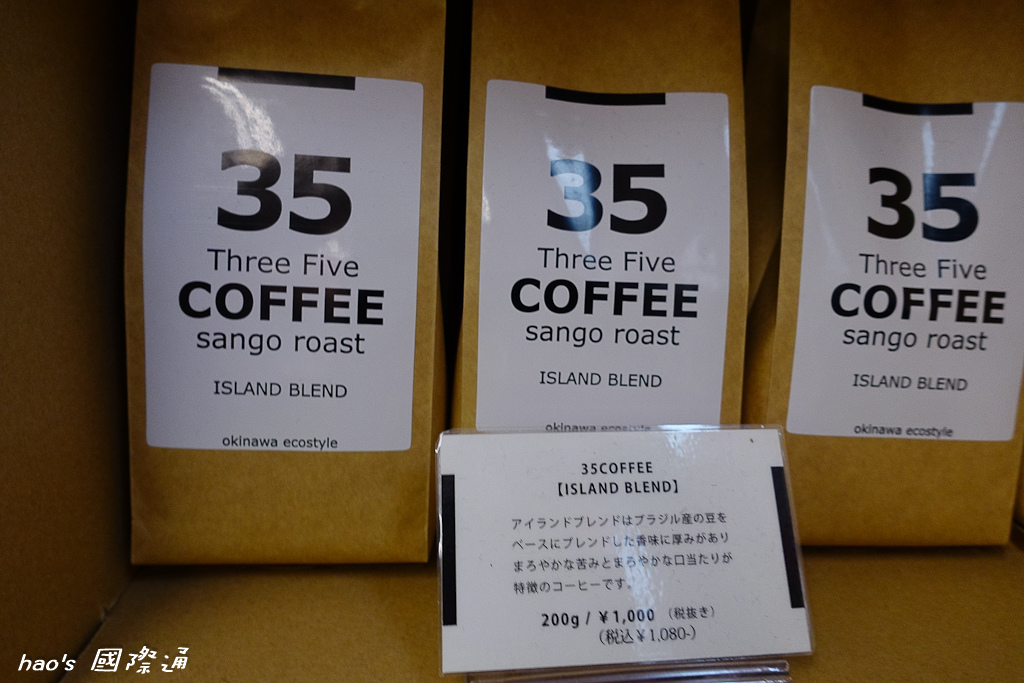 35
Three Five
COFFEE
sango roast
ISLAND BLEND
okinawa ecostyle
35
Three Five
COFFEE
sango roast
ISLAND BLEND
okinawa ecostyle
35
Three Five
COFFEE
sango roast
ISLAND BLEND
okinawa ecostyle
35COFFEE
【ISLAND BLEND】
アイランドブレンドはブラジル産の豆を
ベースにブレンドした香味に厚みがあり
まろやかな苦みとまろやかな口当たりが
特徴のコーヒーです。
200g / ¥1,000 （税抜き）
（税込¥1,080-）
hao's 國際通